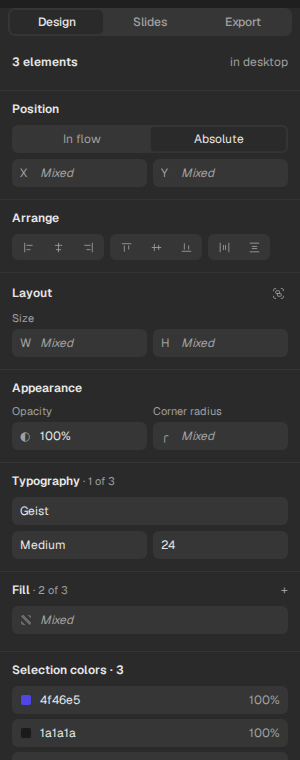 Design Slides Export
3 elements in desktop
Position
In flow Absolute
X Mixed Y Mixed
Arrange
Layout
Size
W Mixed H Mixed
Appearance
Opacity Corner radius
100% Mixed
Typography · 1 of 3
Geist
Medium 24
Fill · 2 of 3 +
Mixed
Selection colors · 3
4f46e5 100%
1a1a1a 100%